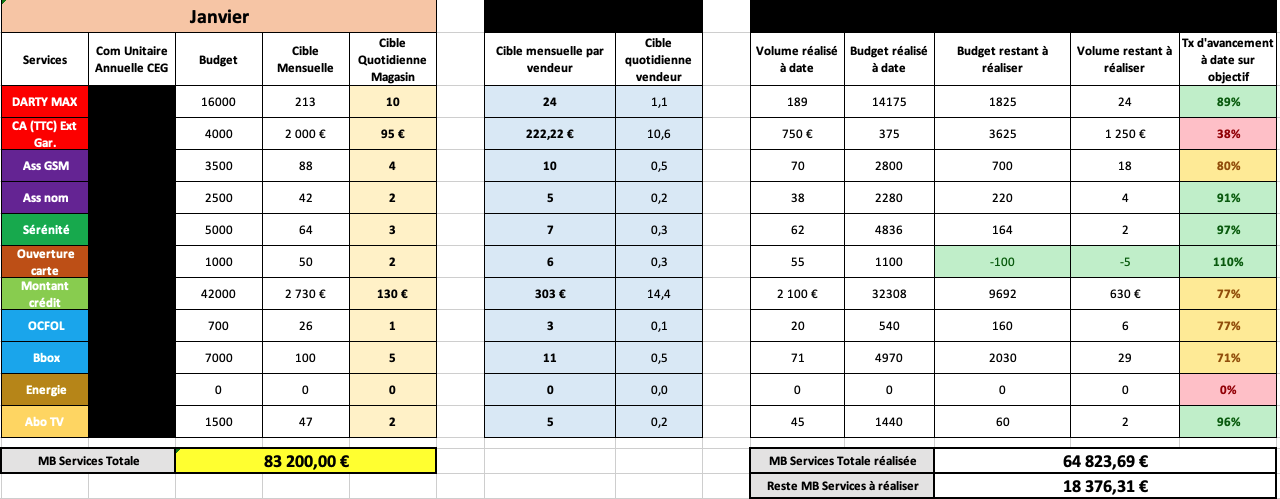 Janvier
Services Com Unitaire Annuelle CEG Budget Cible Mensuelle Cible Quotidienne Magasin Cible mensuelle par vendeur Cible quotidienne vendeur Volume réalisé à date Budget réalisé à date Budget restant à réaliser Volume restant à réaliser Tx d'avancement à date sur objectif
DARTY MAX 16000 213 10 24 1,1 189 14175 1825 24 89%
CA (TTC) Ext Gar. 4000 2 000 € 95 € 222,22 € 10,6 750 € 375 3625 1 250 € 38%
Ass GSM 3500 88 4 10 0,5 70 2800 700 18 80%
Ass nom 2500 42 2 5 0,2 38 2280 220 4 91%
Sérénité 5000 64 3 7 0,3 62 4836 164 2 97%
Ouverture carte 1000 50 2 6 0,3 55 1100 -100 -5 110%
Montant crédit 42000 2 730 € 130 € 303 € 14,4 2 100 € 32308 9692 630 € 77%
OCFOL 700 26 1 3 0,1 20 540 160 6 77%
Bbox 7000 100 5 11 0,5 71 4970 2030 29 71%
Energie 0 0 0 0 0,0 0 0 0 0 0%
Abo TV 1500 47 2 5 0,2 45 1440 60 2 96%
MB Services Totale 83 200,00 € MB Services Totale réalisée 64 823,69 €
Reste MB Services à réaliser 18 376,31 €